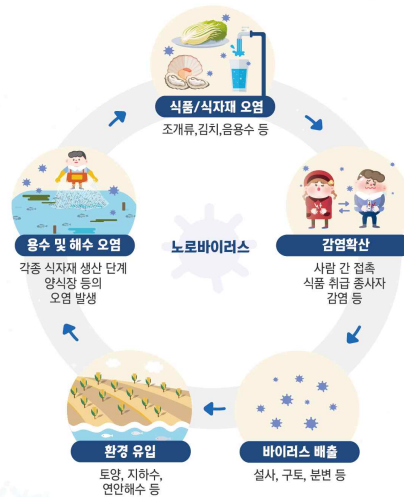 식품/식자재 오염
조개류,김치,음용수 등
용수 및 해수 오염
각종 식자재 생산 단계
양식장 등의
오염 발생
노로바이러스
감염확산
사람 간 접촉
식품 취급 종사자
감염 등
환경 유입
토양, 지하수,
연안해수 등
바이러스 배출
설사, 구토, 분변 등